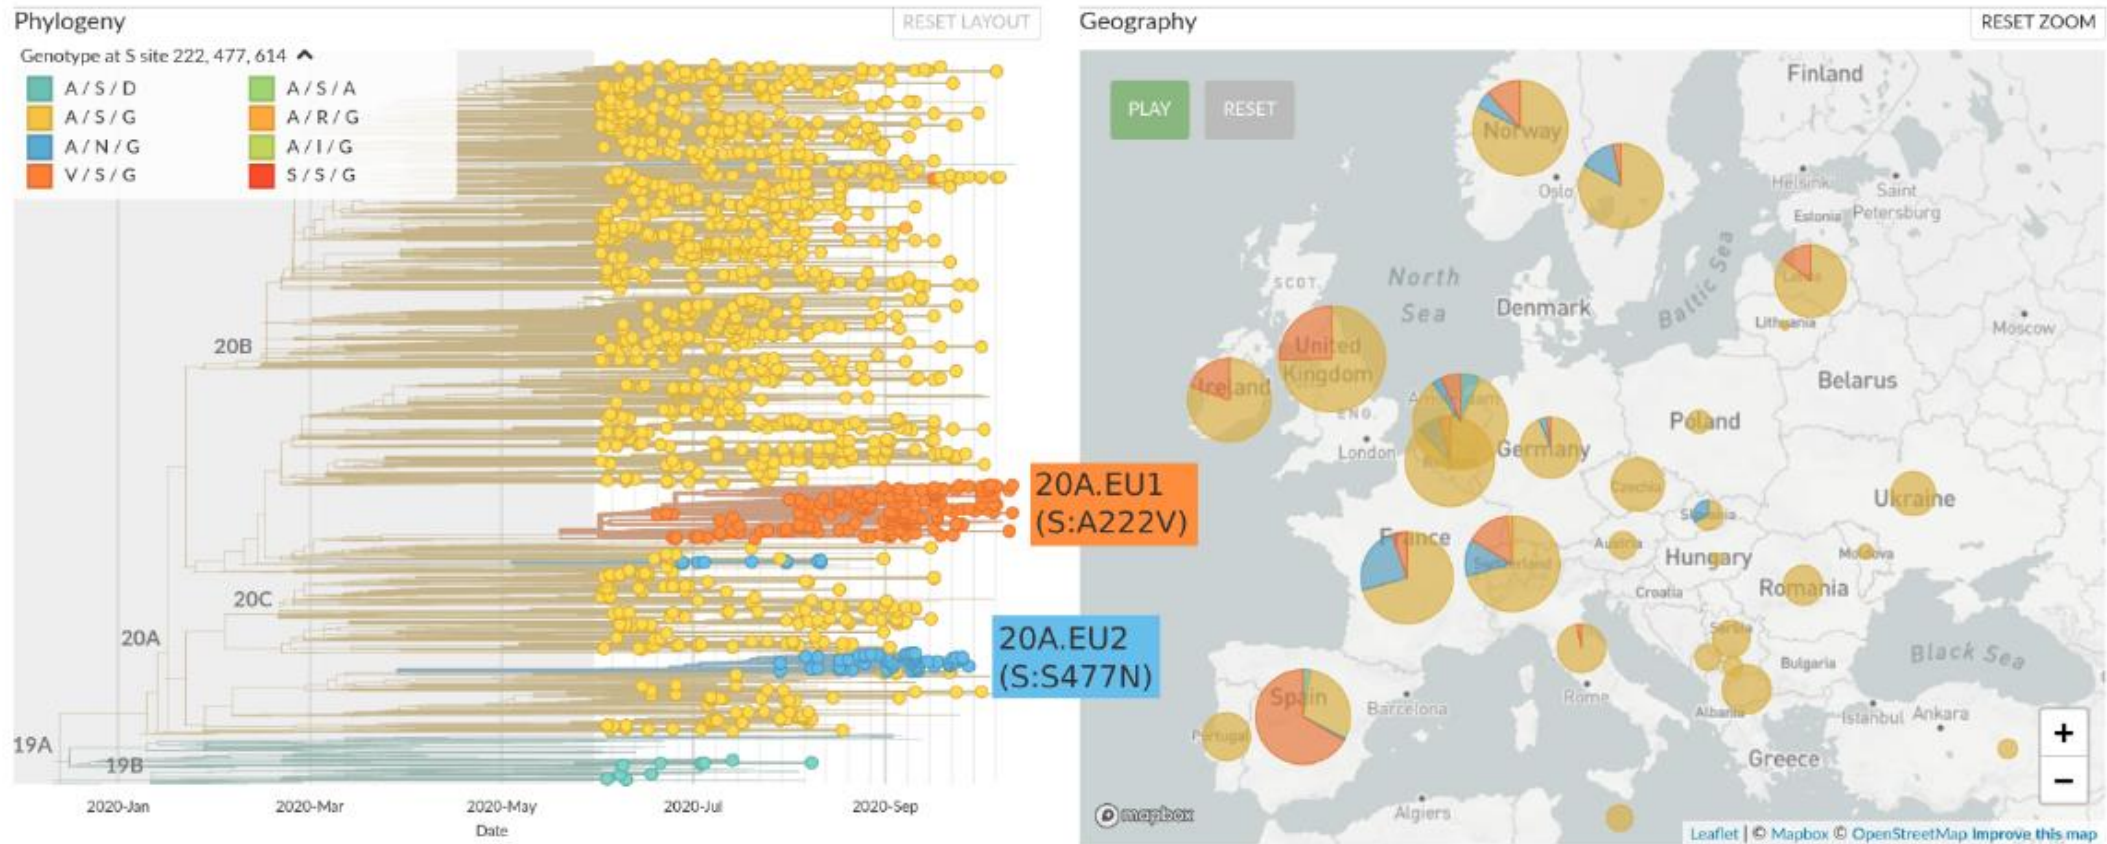 Phylogeny
RESET LAYOUT
Genotype at S site 222, 477, 614
A / S / D
A / S / A
A / S / G
A / R / G
A / N / G
A / I / G
V / S / G
S / S / G
20B
20C
20A
19A
19B
20A.EU1
(S:A222V)
20A.EU2
(S:S477N)
2020-Jan
2020-Mar
2020-May
2020-Jul
2020-Sep
Date
Geography
RESET ZOOM
PLAY
RESET
Finland
Norway
Oslo
Helsink
Saint
Petersburg
Estonia
SCOT.
North
Sea
Denmark
Baltic Sea
Lithuania
Moscow
United
Kingdom
Ireland
ENG.
London
Belarus
Poland
Germany
Czechia
Ukraine
France
Austria
Hungary
Moldova
Romania
Croatia
Serbia
Bulgaria
Black Sea
Spain
Barcelona
Rome
Portugal
Albania
Istanbul
Ankara
Greece
Algiers
+
−
mapbox
Leaflet | © Mapbox © OpenStreetMap Improve this map